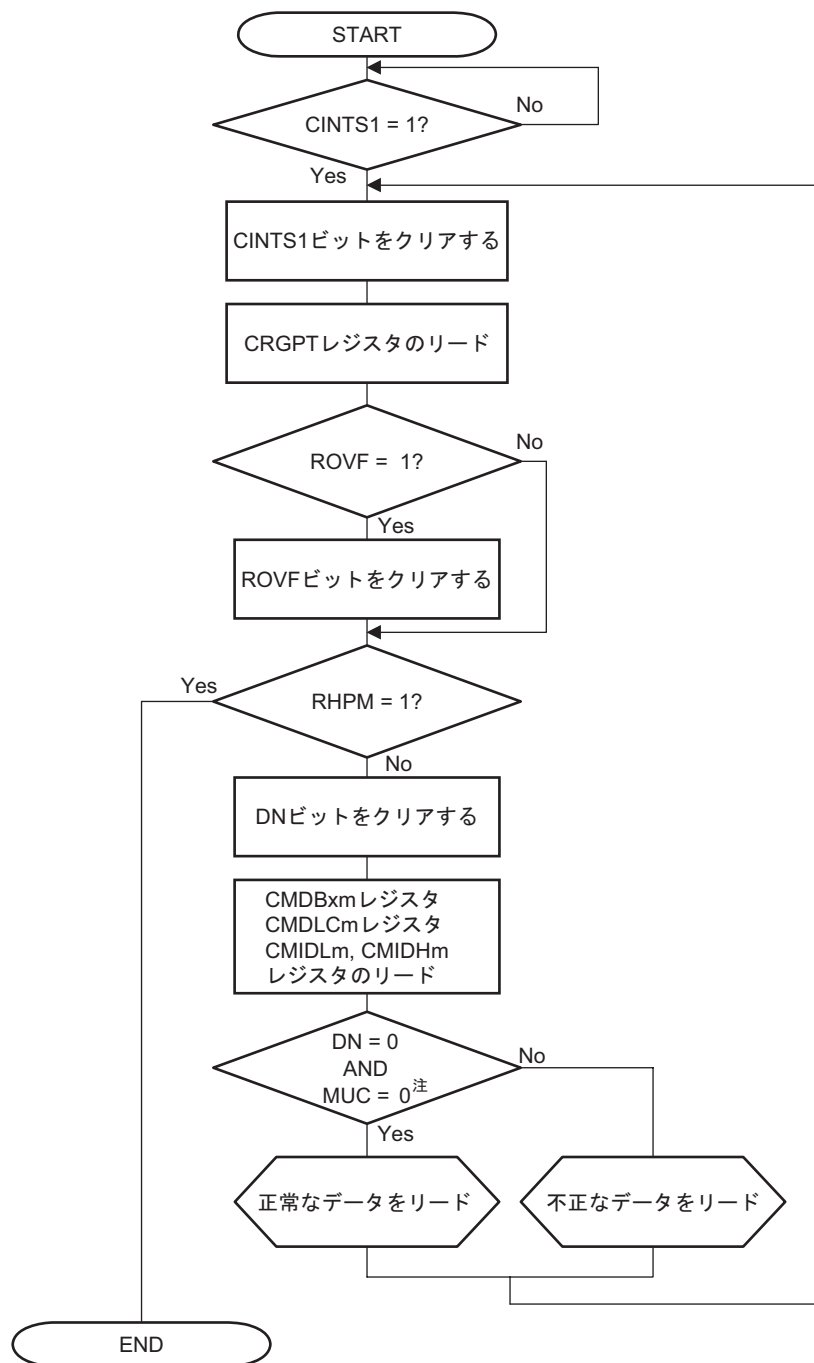 START
CINTS1 = 1?
No
Yes
CINTS1ビットをクリアする
CRGPTレジスタのリード
ROVF = 1?
No
Yes
ROVFビットをクリアする
Yes
RHPM = 1?
No
DNビットをクリアする
CMDBxmレジスタ
CMDLCmレジスタ
CMIDLm, CMIDHm
レジスタのリード
DN = 0
AND
MUC = 0注
No
Yes
正常なデータをリード
不正なデータをリード
END